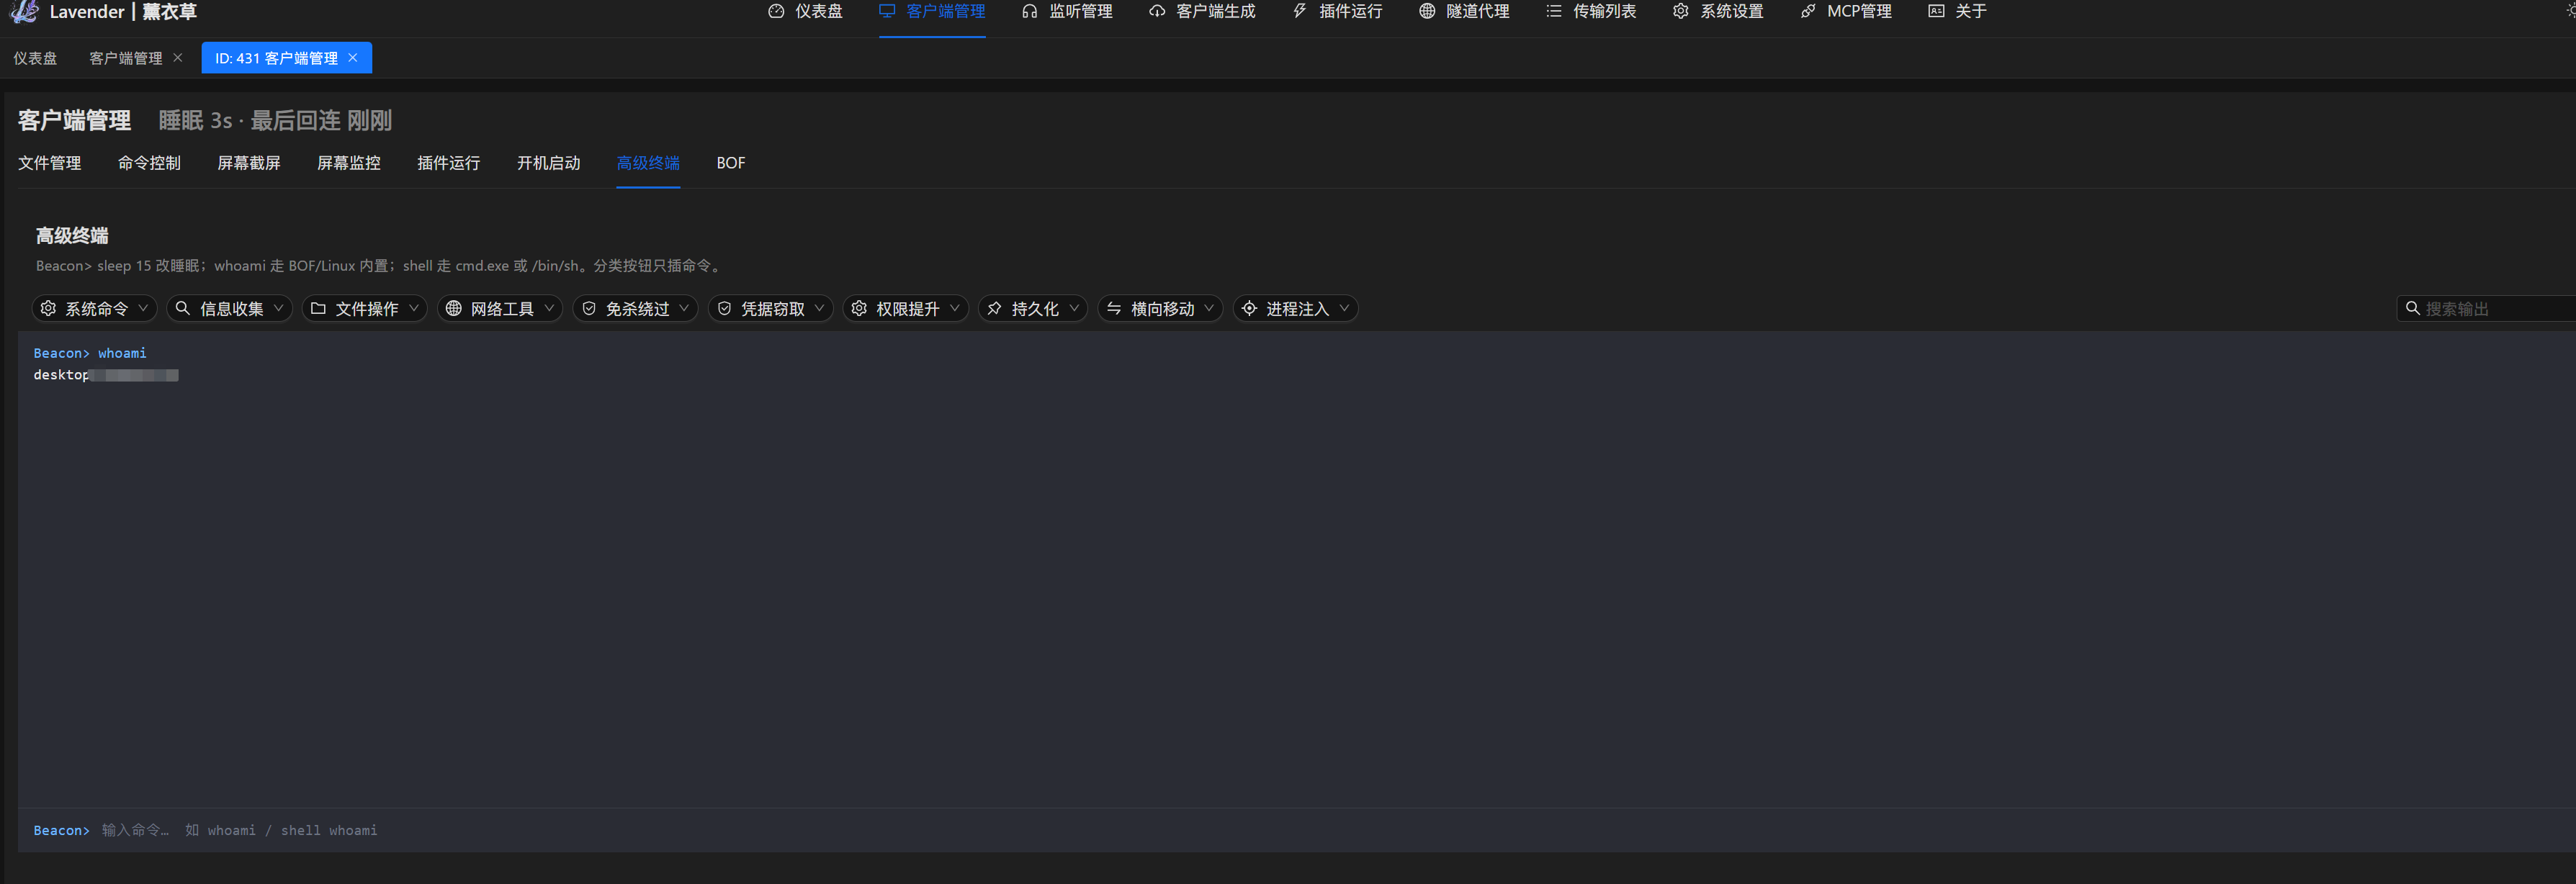 Lavender | 薰衣草 仪表盘 客户端管理 监听管理 客户端生成 插件运行 隧道代理 传输列表 系统设置 MCP管理 关于
仪表盘 客户端管理 ID: 431 客户端管理
客户端管理 睡眠 3s · 最后回连 刚刚
文件管理 命令控制 屏幕截屏 屏幕监控 插件运行 开机启动 高级终端 BOF
高级终端
Beacon> sleep 15 改睡眠；whoami 走 BOF/Linux 内置；shell 走 cmd.exe 或 /bin/sh。分类按钮只插命令。
系统命令 信息收集 文件操作 网络工具 免杀绕过 凭据窃取 权限提升 持久化 横向移动 进程注入 搜索输出
Beacon> whoami
desktop
Beacon> 输入命令… 如 whoami / shell whoami